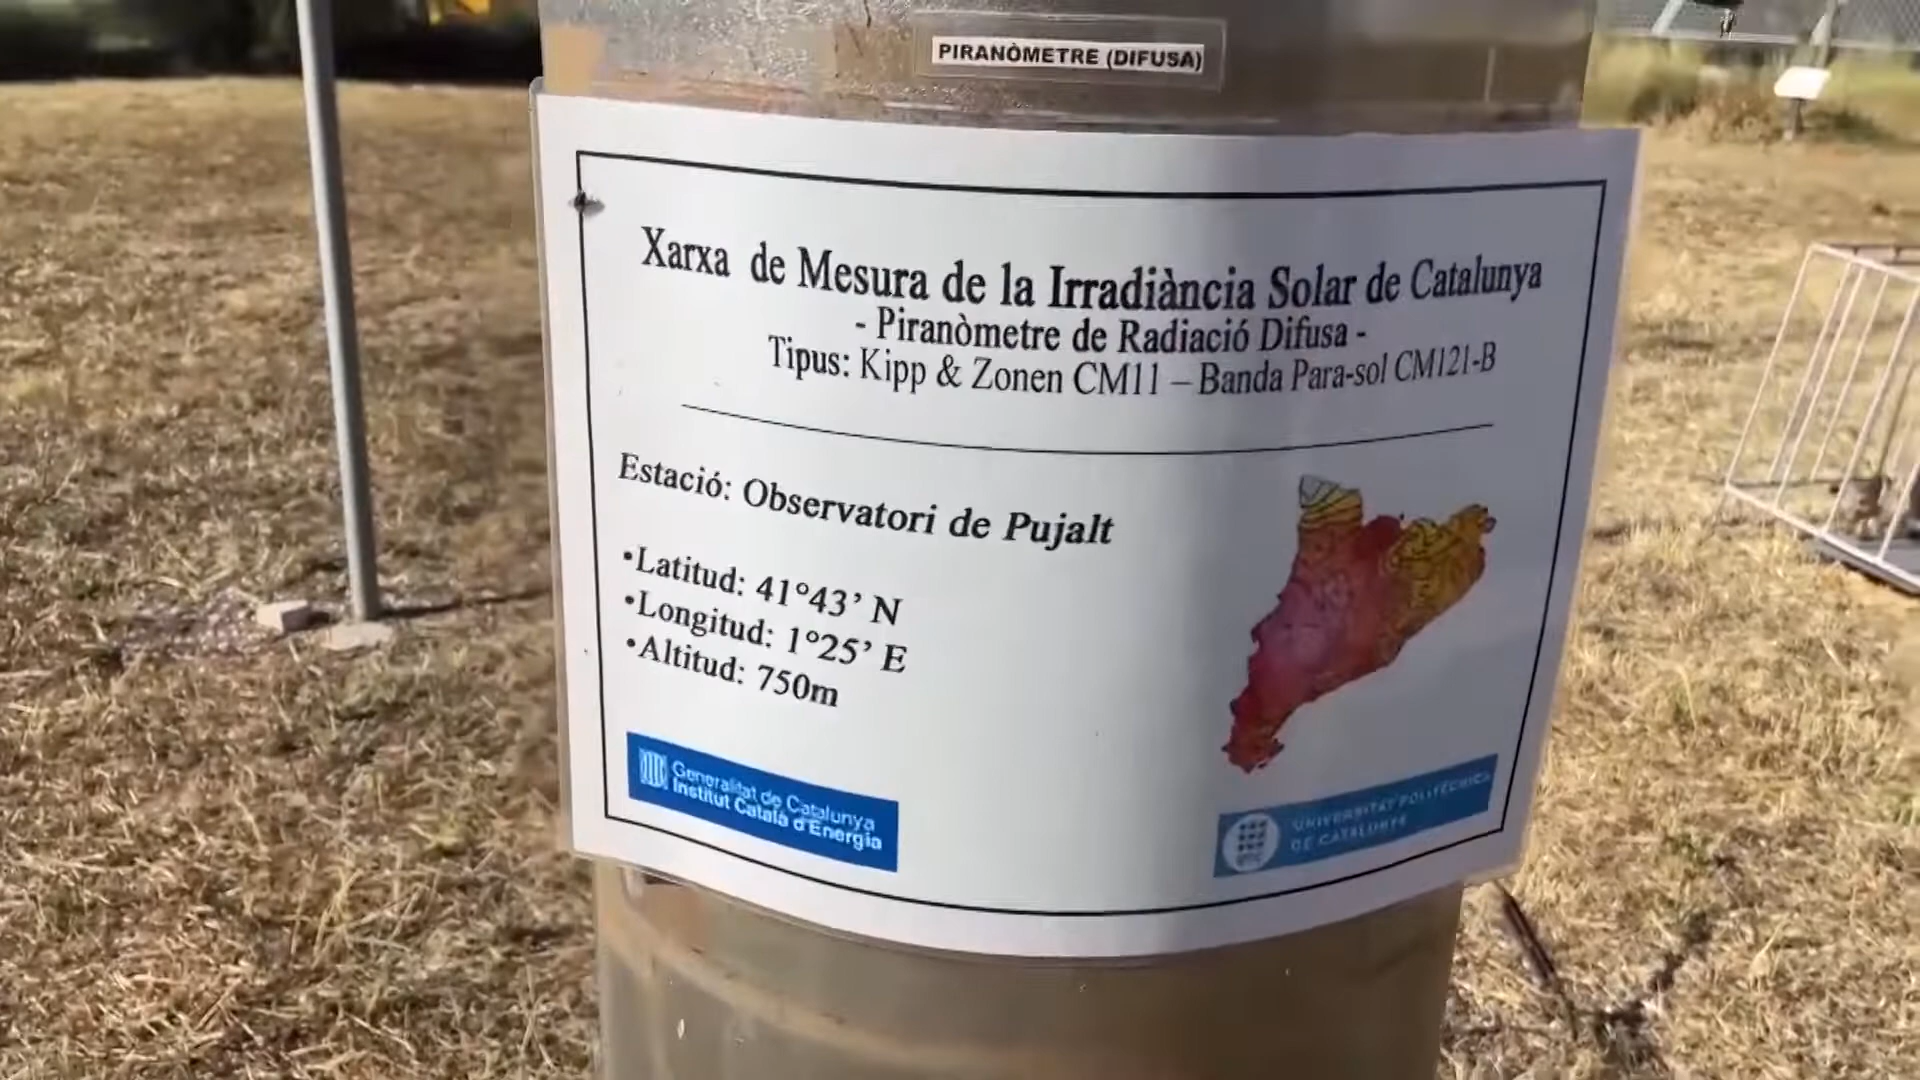 PIRANÒMETRE (DIFUSA)
Xarxa de Mesura de la Irradiància Solar de Catalunya
- Piranòmetre de Radiació Difusa -
Tipus: Kipp & Zonen CM11 – Banda Para-sol CM121-B
Estació: Observatori de Pujalt
•Latitud: 41°43’ N
•Longitud: 1°25’ E
•Altitud: 750m
Generalitat de Catalunya
Institut Català d'Energia
UNIVERSITAT POLITÈCNICA
DE CATALUNYA